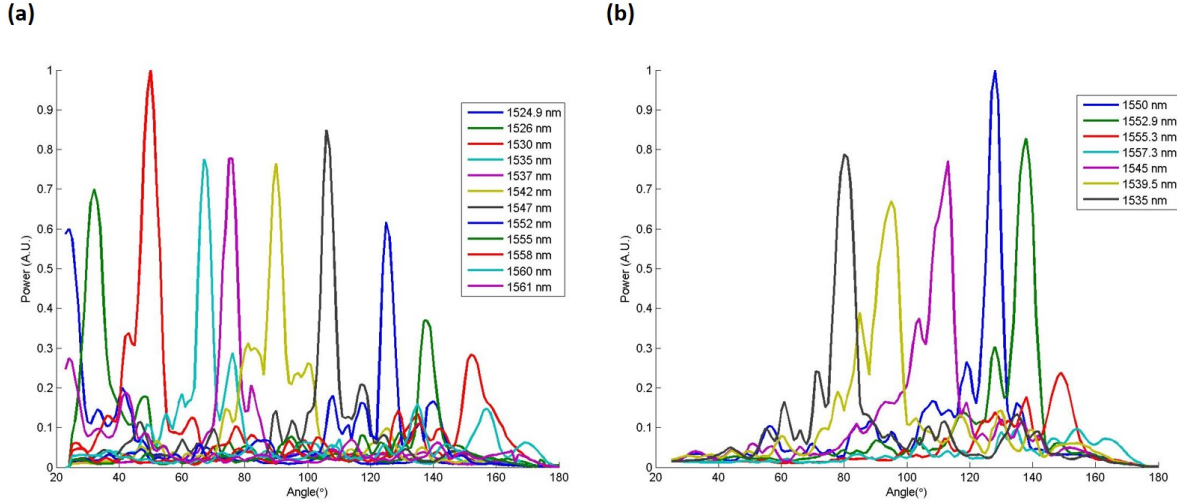 (a)
(b)
Power (A.U.)
1
0.9
0.8
0.7
0.6
0.5
0.4
0.3
0.2
0.1
0
20 40 60 80 100 120 140 160 180
Angle(°)
1524.9 nm
1526 nm
1530 nm
1535 nm
1537 nm
1542 nm
1547 nm
1552 nm
1555 nm
1558 nm
1560 nm
1561 nm
Power (A.U.)
1
0.9
0.8
0.7
0.6
0.5
0.4
0.3
0.2
0.1
0
20 40 60 80 100 120 140 160 180
Angle(°)
1550 nm
1552.9 nm
1555.3 nm
1557.3 nm
1545 nm
1539.5 nm
1535 nm